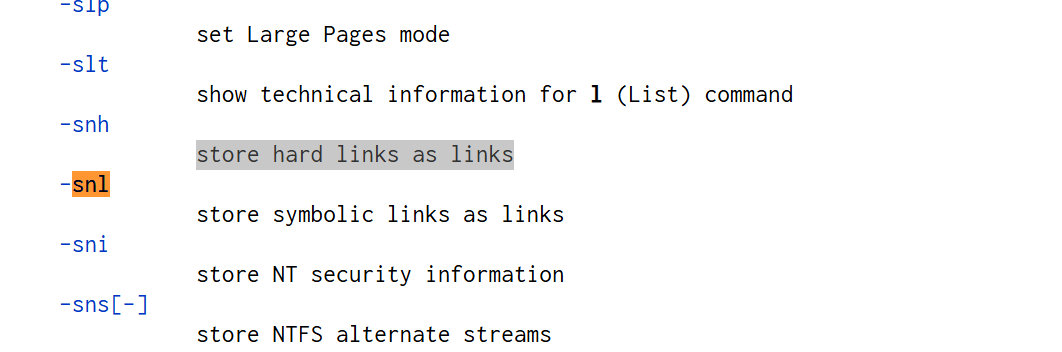 -slp
set Large Pages mode
-slt
show technical information for l (List) command
-snh
store hard links as links
-snl
store symbolic links as links
-sni
store NT security information
-sns[-]
store NTFS alternate streams